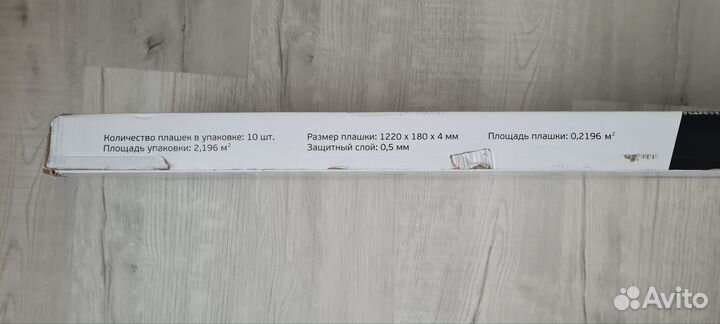 Количество плашек в упаковке: 10 шт.
Площадь упаковки: 2,196 м²
Размер плашки: 1220 x 180 x 4 мм
Защитный слой: 0,5 мм
Площадь плашки: 0,2196 м²
Avito